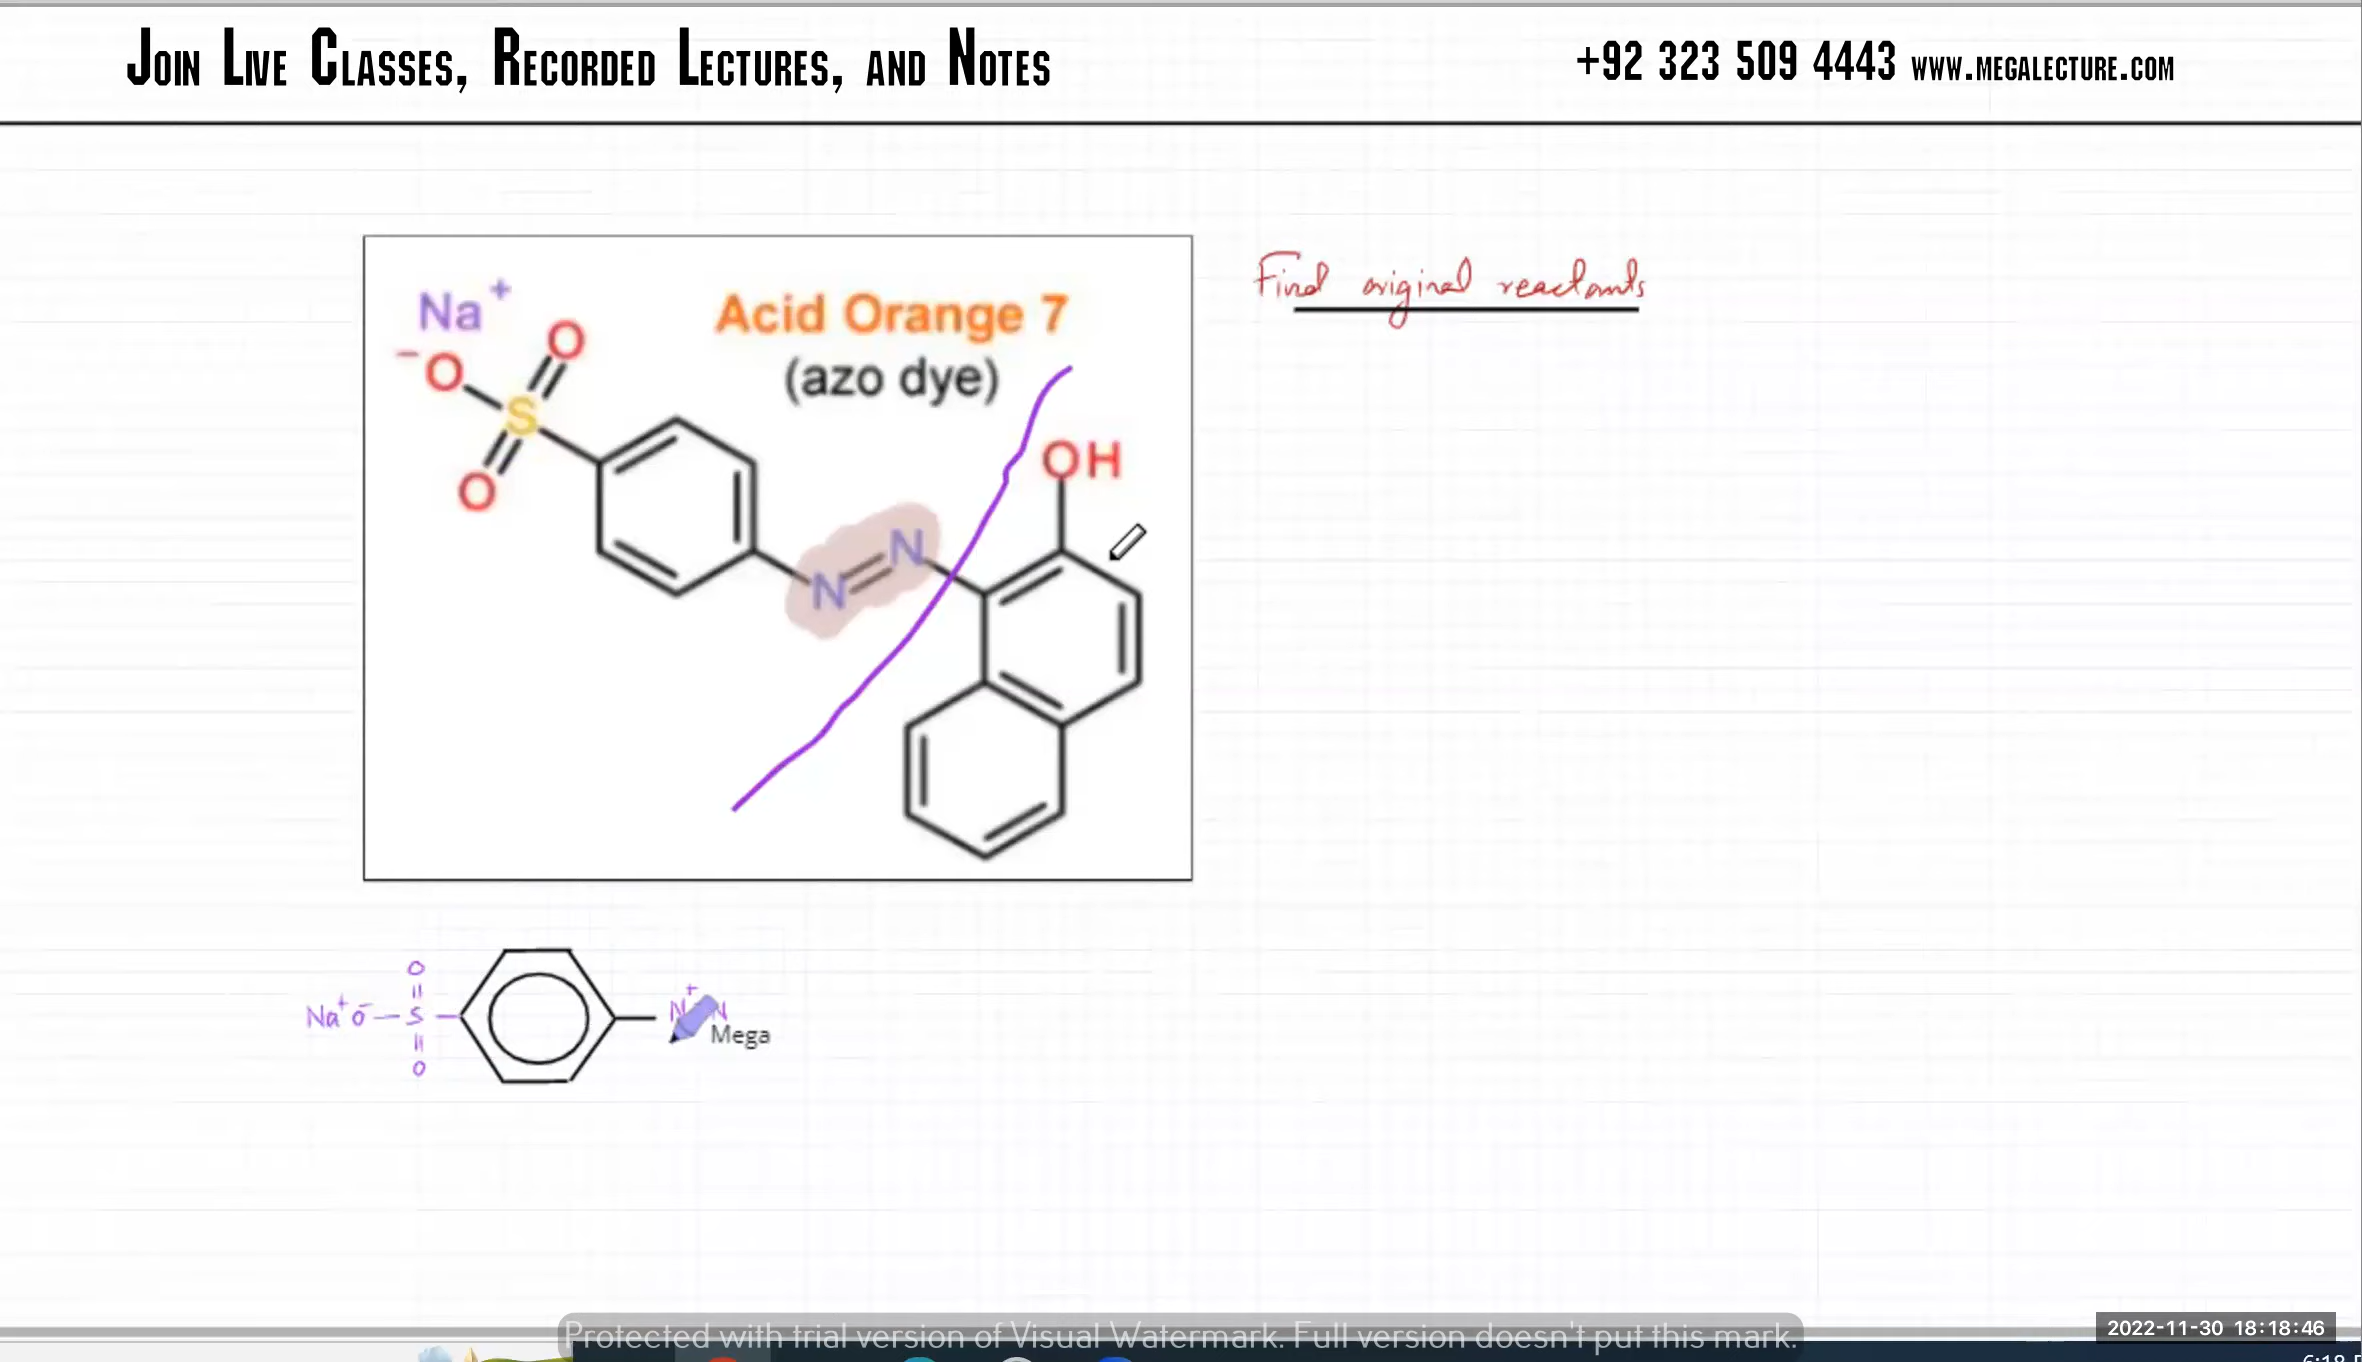 Join Live Classes, Recorded Lectures, and Notes
+92 323 509 4443 www.megalecture.com
Find original reactants
Na+
Acid Orange 7
(azo dye)
-O
O
S
O
OH
N
N
O
Na+ O- S N+ N
O
Mega
Protected with trial version of Visual Watermark. Full version doesn't put this mark.
2022-11-30 18:18:46